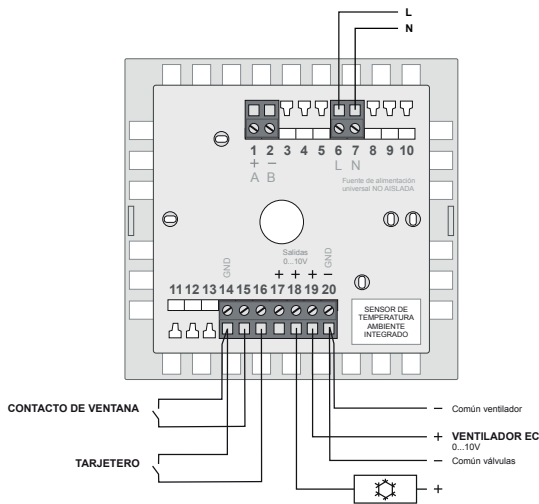 L
N
1 2 3 4 5 6 7 8 9 10
+ − L N
A B
Fuente de alimentación
universal NO AISLADA
Salidas
0...10V
GND + + + − GND
11 12 13 14 15 16 17 18 19 20
SENSOR DE
TEMPERATURA
AMBIENTE
INTEGRADO
CONTACTO DE VENTANA
− Común ventilador
+ VENTILADOR EC
0...10V
TARJETERO
− Común válvulas
+